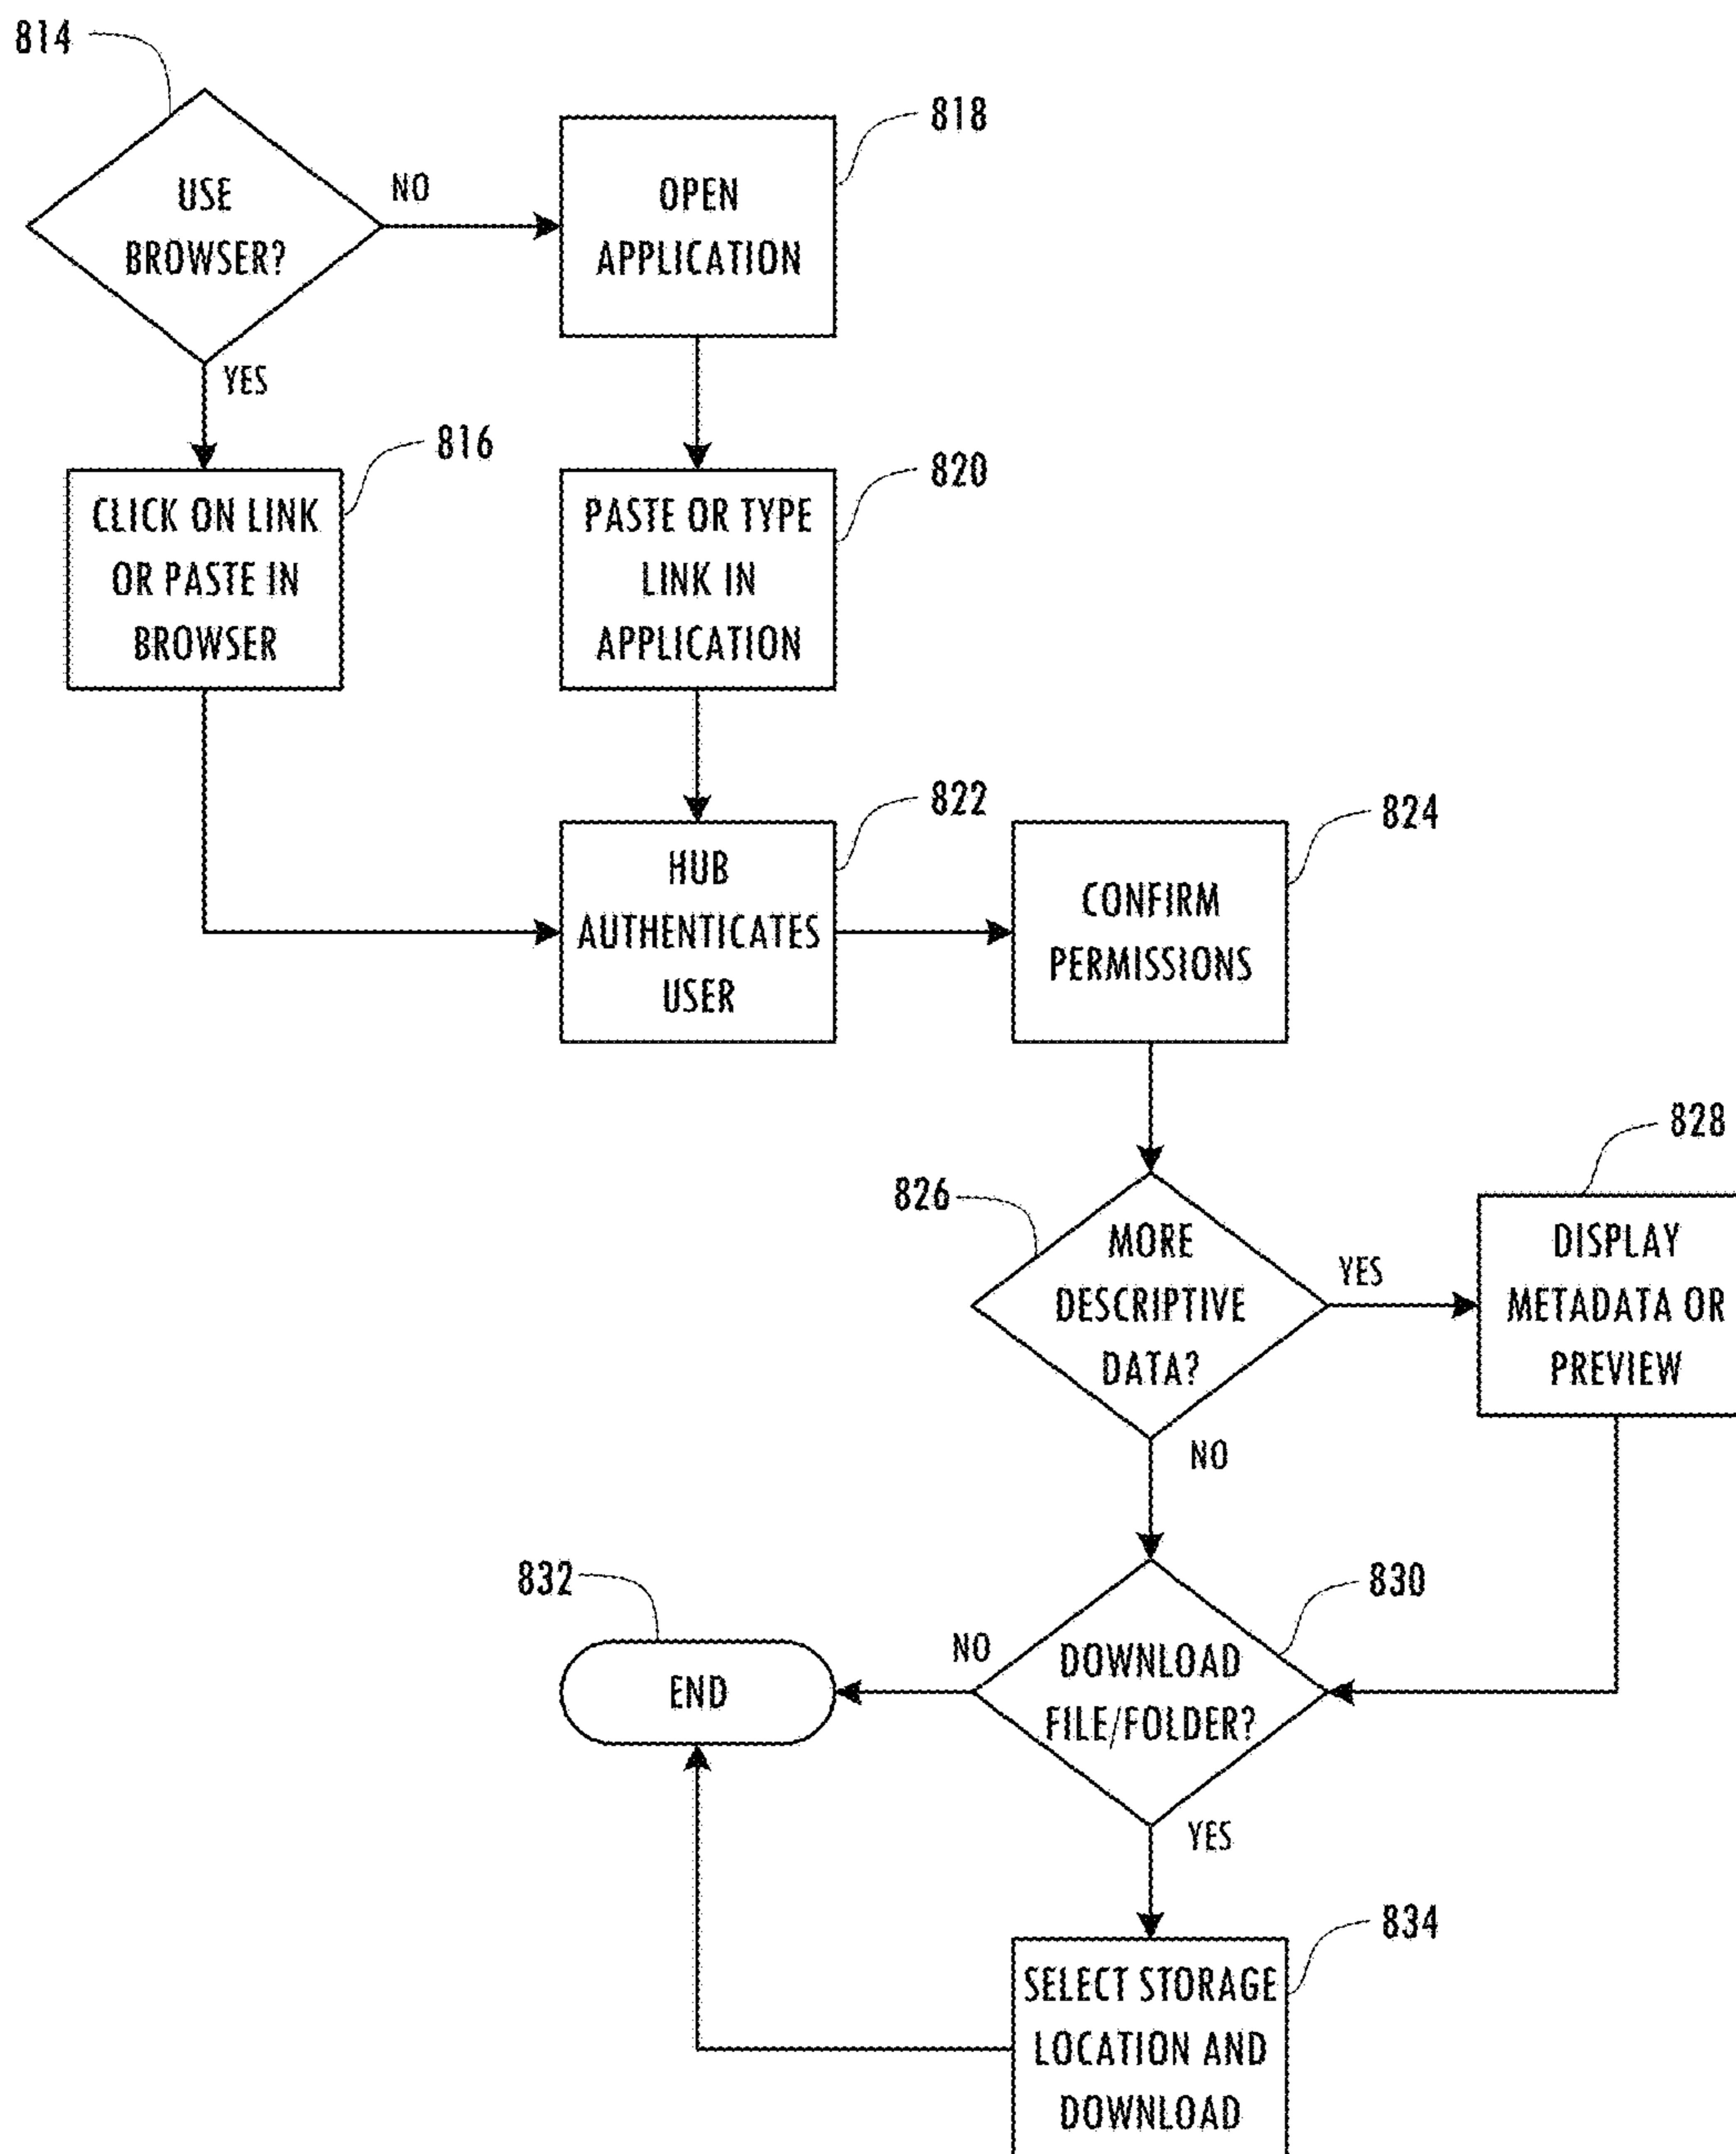 814
USE
BROWSER?
NO
YES
818
OPEN
APPLICATION
816
CLICK ON LINK
OR PASTE IN
BROWSER
820
PASTE OR TYPE
LINK IN
APPLICATION
822
HUB
AUTHENTICATES
USER
824
CONFIRM
PERMISSIONS
826
MORE
DESCRIPTIVE
DATA?
YES
NO
828
DISPLAY
METADATA OR
PREVIEW
830
DOWNLOAD
FILE/FOLDER?
NO
YES
832
END
834
SELECT STORAGE
LOCATION AND
DOWNLOAD